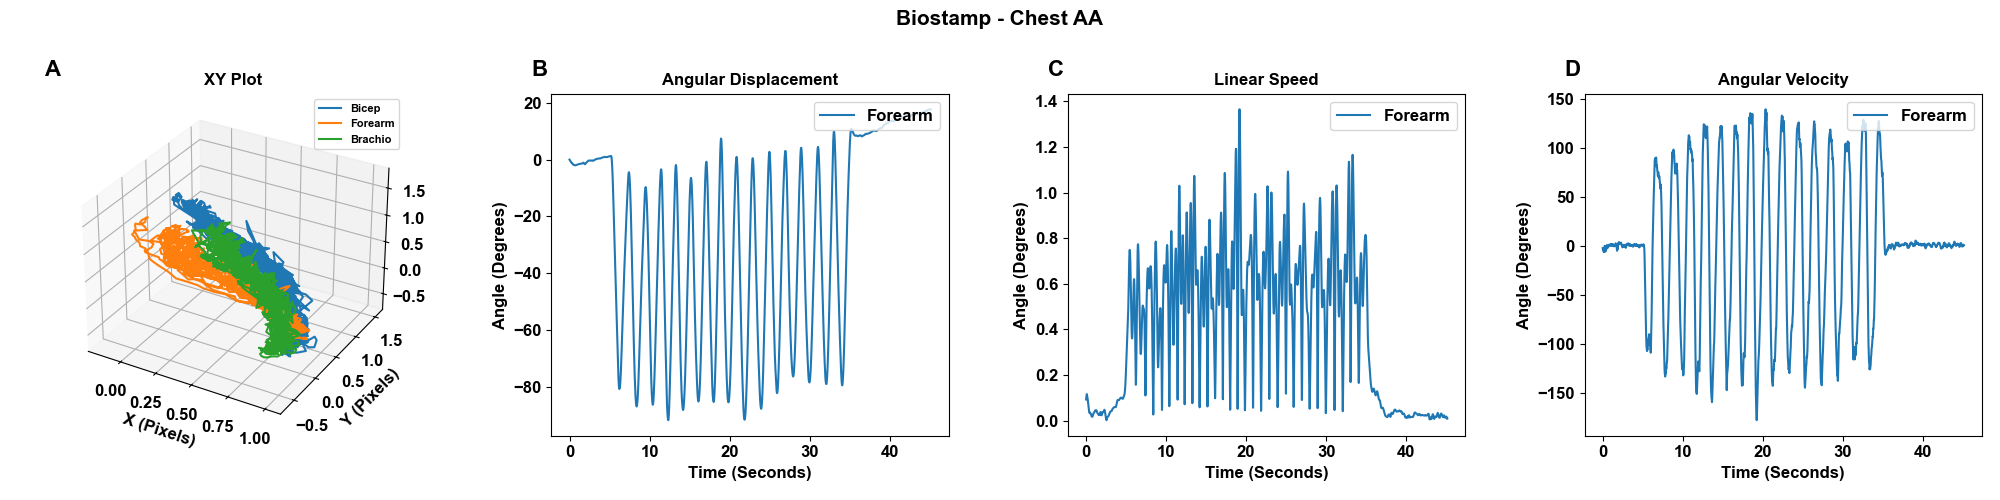 Biostamp - Chest AA
A
XY Plot
Bicep
Forearm
Brachio
1.5
1.0
0.5
0.0
−0.5
1.5
1.0
0.5
0.0
−0.5
Y (Pixels)
0.00
0.25
0.50
0.75
1.00
X (Pixels)
B
Angular Displacement
Forearm
20
0
−20
−40
−60
−80
Angle (Degrees)
0 10 20 30 40
Time (Seconds)
C
Linear Speed
Forearm
1.4
1.2
1.0
0.8
0.6
0.4
0.2
0.0
Angle (Degrees)
0 10 20 30 40
Time (Seconds)
D
Angular Velocity
Forearm
150
100
50
0
−50
−100
−150
Angle (Degrees)
0 20 40
Time (Seconds)